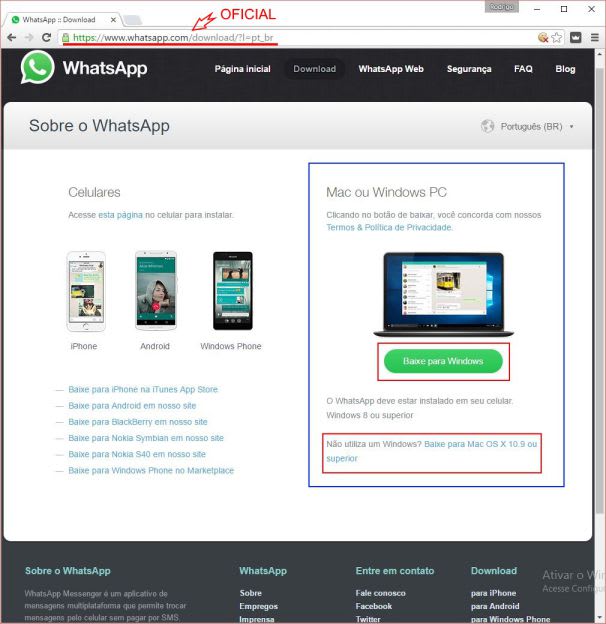 OFICIAL
Rodrigo
WhatsApp :: Download
https://www.whatsapp.com/download/?l=pt_br
WhatsApp
Página inicial Download WhatsApp Web Segurança FAQ Blog
Sobre o WhatsApp
Português (BR)
Celulares
Acesse esta página no celular para instalar.
iPhone Android Windows Phone
— Baixe para iPhone na iTunes App Store
— Baixe para Android em nosso site
— Baixe para BlackBerry em nosso site
— Baixe para Nokia Symbian em nosso site
— Baixe para Nokia S40 em nosso site
— Baixe para Windows Phone no Marketplace
Mac ou Windows PC
Clicando no botão de baixar, você concorda com nossos
Termos & Política de Privacidade.
Baixe para Windows
O WhatsApp deve estar instalado em seu celular.
Windows 8 ou superior
Não utiliza um Windows? Baixe para Mac OS X 10.9 ou
superior
Sobre o WhatsApp
WhatsApp Messenger é um aplicativo de
mensagens multiplataforma que permite trocar
mensagens pelo celular sem pagar por SMS.
WhatsApp
Sobre
Empregos
Imprensa
Entre em contato
Fale conosco
Facebook
Twitter
Download
para iPhone
para Android
para Windows Phone
Ativar o Win
Acesse Configu